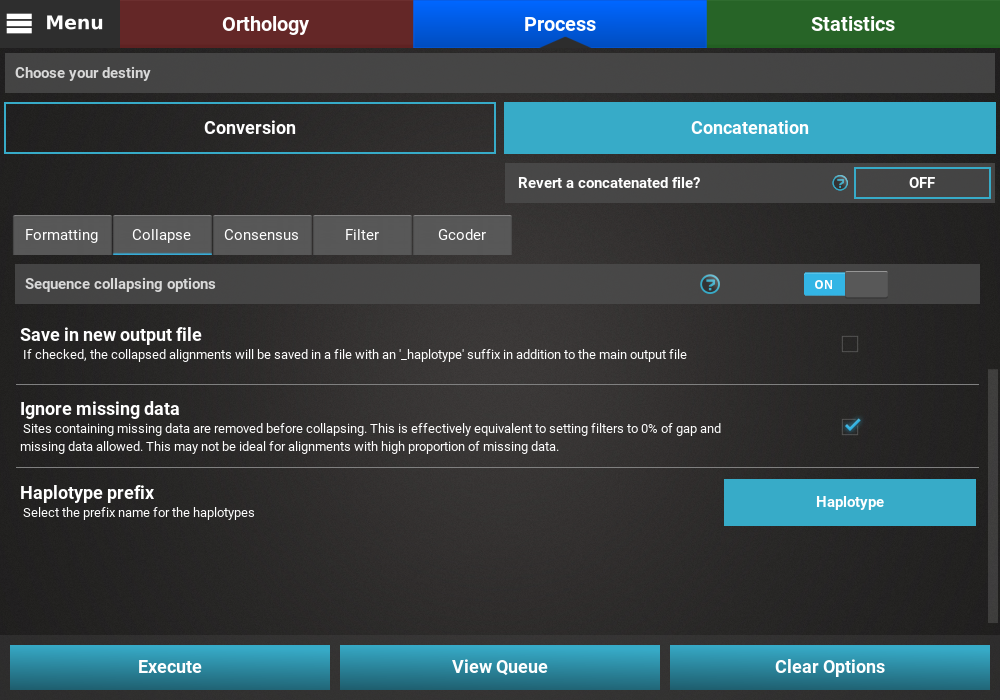 Menu
Orthology
Process
Statistics
Choose your destiny
Conversion
Concatenation
Revert a concatenated file?
?
OFF
Formatting
Collapse
Consensus
Filter
Gcoder
Sequence collapsing options
?
ON
Save in new output file
If checked, the collapsed alignments will be saved in a file with an '_haplotype' suffix in addition to the main output file
Ignore missing data
Sites containing missing data are removed before collapsing. This is effectively equivalent to setting filters to 0% of gap and
missing data allowed. This may not be ideal for alignments with high proportion of missing data.
Haplotype prefix
Select the prefix name for the haplotypes
Haplotype
Execute
View Queue
Clear Options